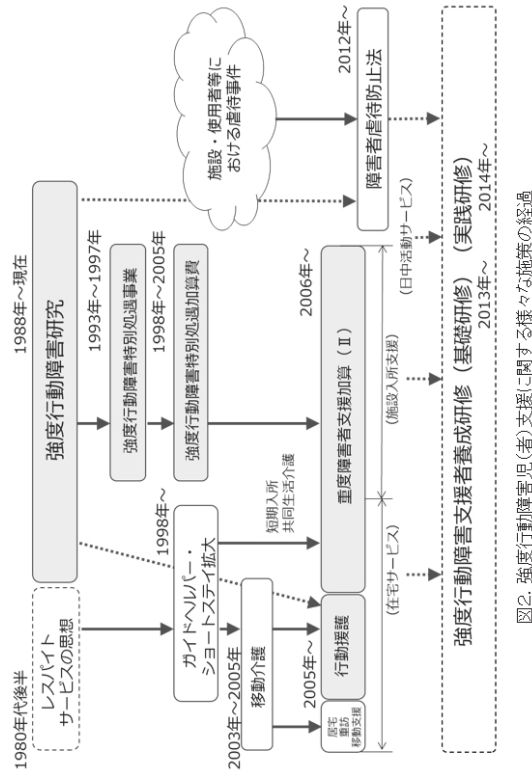 1980年代後半
レスパイト
サービスの思想
1988年～現在
強度行動障害研究
1993年～1997年
強度行動障害特別処遇事業
1998年～2005年
強度行動障害特別処遇加算費
1998年～
ガイドヘルパー・
ショートステイ拡大
2003年～2005年
移動介護
短期入所
共同生活介護
施設・使用者等に
おける虐待事件
2005年～
居宅
重訪
移動支援
行動援護
2006年～
重度障害者支援加算（Ⅱ）
2012年～
障害者虐待防止法
(在宅サービス)
(施設入所支援)
(日中活動サービス)
強度行動障害支援者養成研修（基礎研修）（実践研修）
2013年～
2014年～
図2. 強度行動障害児(者)支援に関する様々な施策の経過